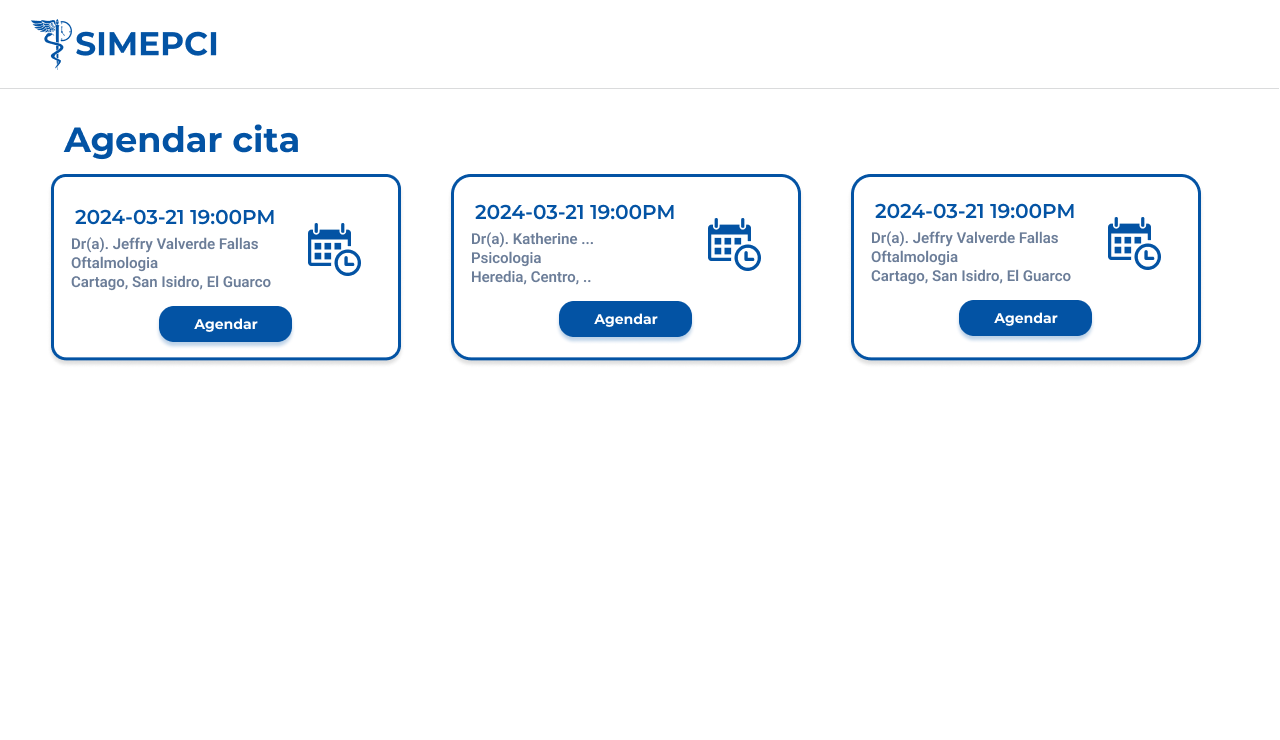 SIMEPCI
Agendar cita
2024-03-21 19:00PM
Dr(a). Jeffry Valverde Fallas
Oftalmologia
Cartago, San Isidro, El Guarco
Agendar
2024-03-21 19:00PM
Dr(a). Katherine ...
Psicologia
Heredia, Centro, ..
Agendar
2024-03-21 19:00PM
Dr(a). Jeffry Valverde Fallas
Oftalmologia
Cartago, San Isidro, El Guarco
Agendar